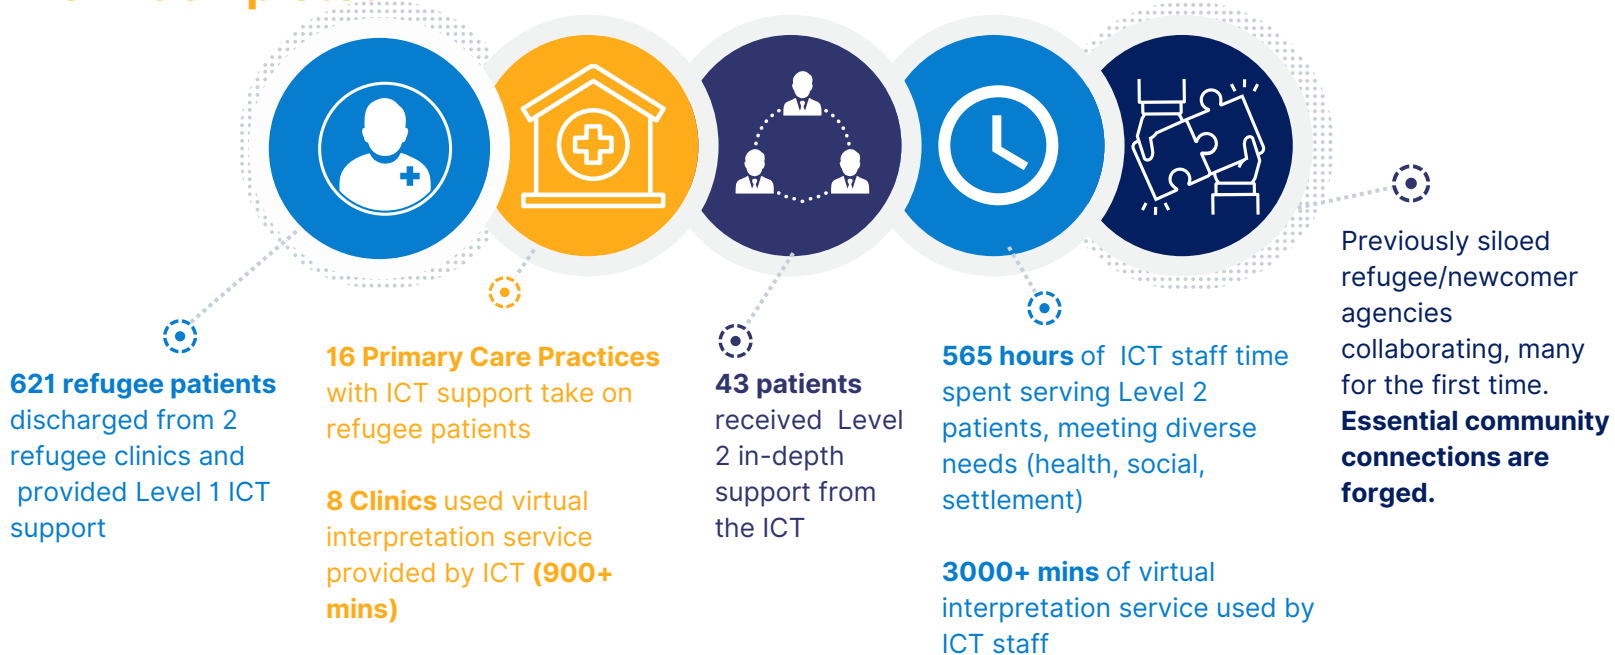 621 refugee patients
discharged from 2
refugee clinics and
provided Level 1 ICT
support
16 Primary Care Practices
with ICT support take on
refugee patients
8 Clinics used virtual
interpretation service
provided by ICT (900+
mins)
43 patients
received Level
2 in-depth
support from
the ICT
565 hours of ICT staff time
spent serving Level 2
patients, meeting diverse
needs (health, social,
settlement)
3000+ mins of virtual
interpretation service used by
ICT staff
Previously siloed
refugee/newcomer
agencies
collaborating, many
for the first time.
Essential community
connections are
forged.